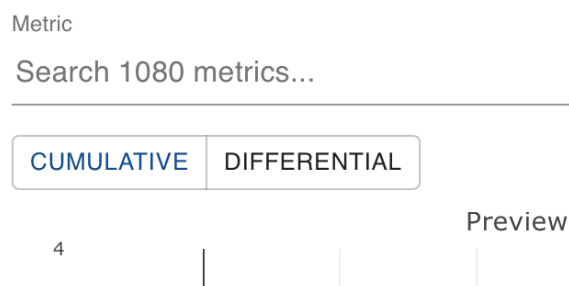 Metric
Search 1080 metrics...
CUMULATIVE DIFFERENTIAL
Preview
4